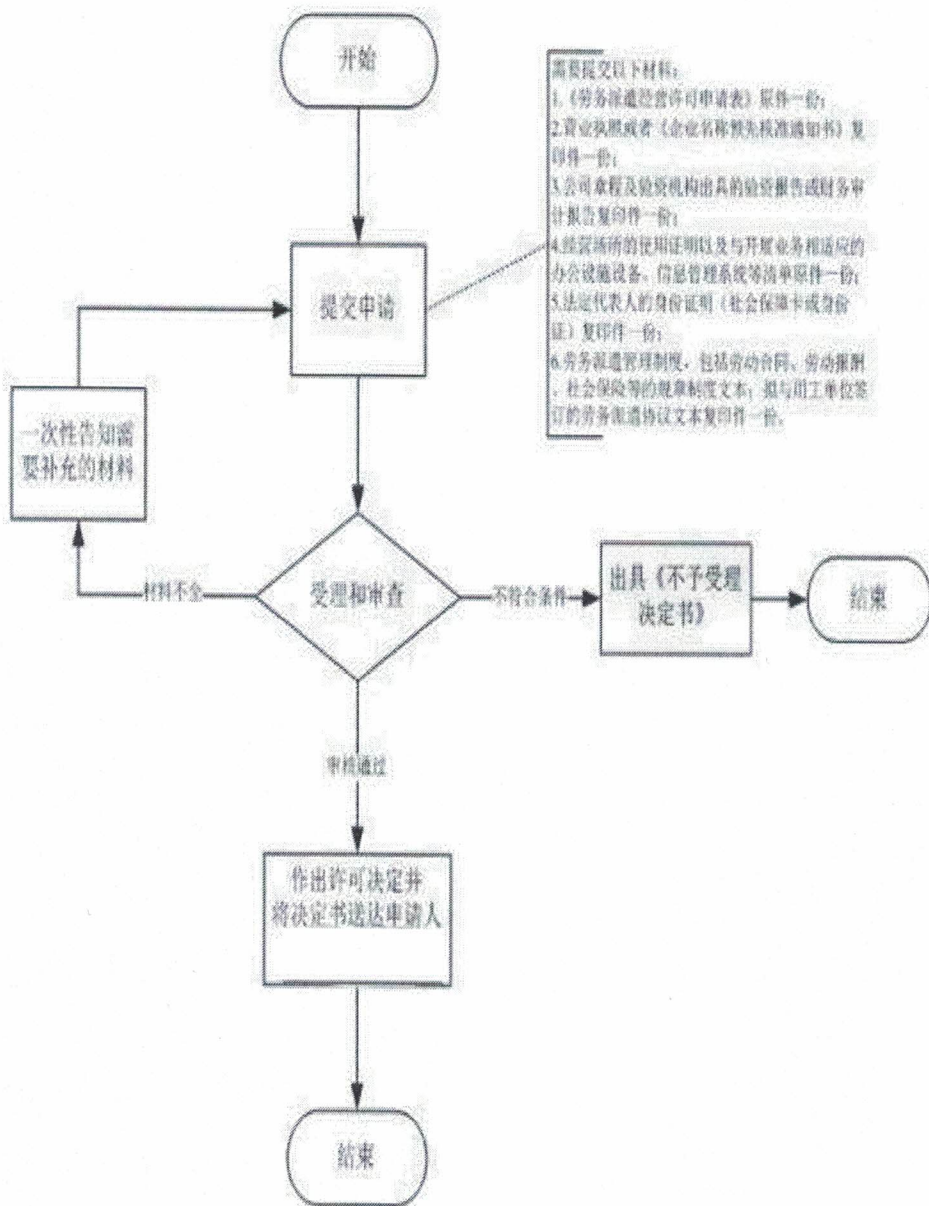 开始
需要提交以下材料：
1.《劳务派遣经营许可申请表》原件一份；
2.营业执照或者《企业名称预先核准通知书》复
印件一份；
3.公司章程及验资机构出具的验资报告或财务审
计报告复印件一份；
4.经营场所的使用证明以及与开展业务相适应的
办公设施设备、信息管理系统等清单原件一份；
5.法定代表人的身份证明（社会保障卡或身份
证）复印件一份；
6.劳务派遣管理制度，包括劳动合同、劳动报酬
、社会保险等的规章制度文本；拟与用工单位签
订的劳务派遣协议文本复印件一份。
提交申请
一次性告知需
要补充的材料
材料不全
受理和审查
不符合条件
出具《不予受理
决定书》
结束
审核通过
作出许可决定并
将决定书送达申请人
结束